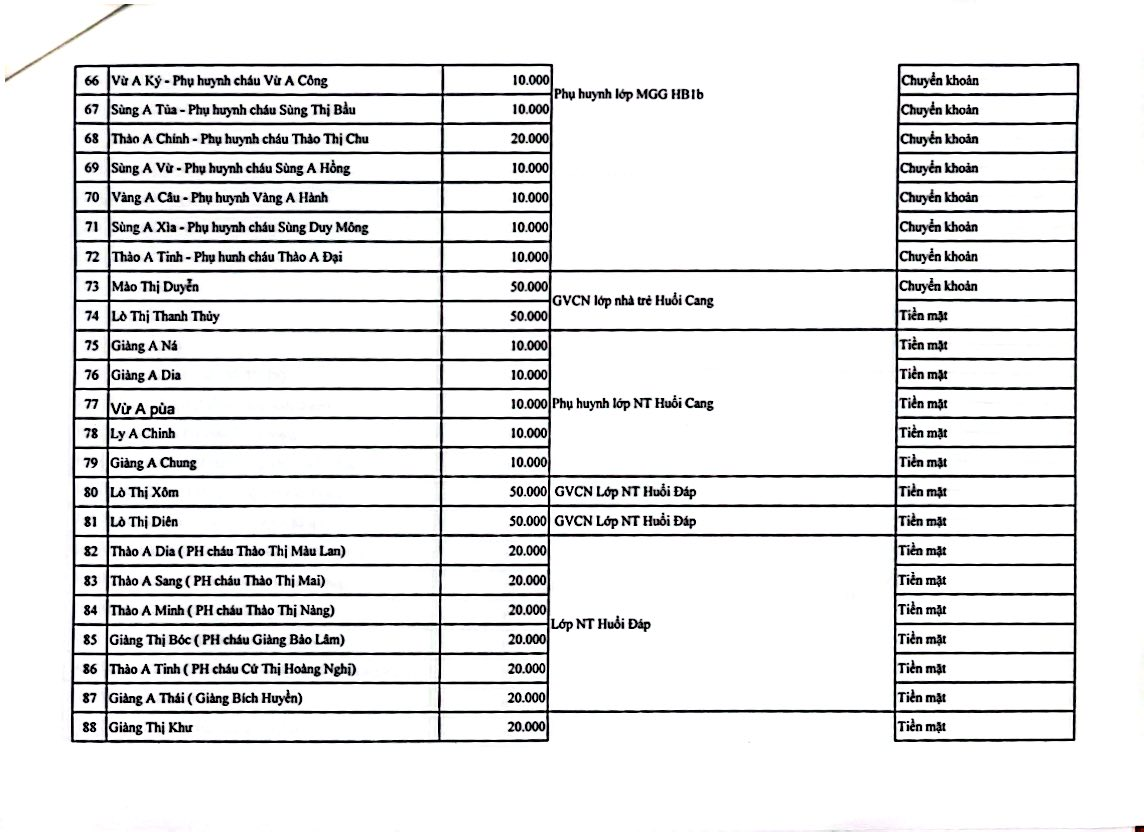 66 Vừ A Ký - Phụ huynh cháu Vừ A Công 10.000 Phụ huynh lớp MGG HB1b Chuyển khoản
67 Sùng A Tủa - Phụ huynh cháu Sùng Thị Bầu 10.000 Chuyển khoản
68 Thào A Chính - Phụ huynh cháu Thào Thị Chu 20.000 Chuyển khoản
69 Sùng A Vừ - Phụ huynh cháu Sùng A Hồng 10.000 Chuyển khoản
70 Vàng A Câu - Phụ huynh Vàng A Hành 10.000 Chuyển khoản
71 Sùng A Xìa - Phụ huynh cháu Sùng Duy Mông 10.000 Chuyển khoản
72 Thào A Tinh - Phụ hunh cháu Thào A Đại 10.000 Chuyển khoản
73 Mào Thị Duyễn 50.000 GVCN lớp nhà trẻ Huổi Cang Chuyển khoản
74 Lò Thị Thanh Thủy 50.000 Tiền mặt
75 Giàng A Ná 10.000 Tiền mặt
76 Giàng A Dia 10.000 Tiền mặt
77 Vừ A pùa 10.000 Phụ huynh lớp NT Huổi Cang Tiền mặt
78 Ly A Chinh 10.000 Tiền mặt
79 Giàng A Chung 10.000 Tiền mặt
80 Lò Thị Xôm 50.000 GVCN Lớp NT Huổi Đáp Tiền mặt
81 Lò Thị Diên 50.000 GVCN Lớp NT Huổi Đáp Tiền mặt
82 Thào A Dia ( PH cháu Thào Thị Màu Lan) 20.000 Tiền mặt
83 Thào A Sang ( PH cháu Thào Thị Mai) 20.000 Tiền mặt
84 Thào A Minh ( PH cháu Thào Thị Nàng) 20.000 Lớp NT Huổi Đáp Tiền mặt
85 Giàng Thị Bóc ( PH cháu Giàng Bảo Lâm) 20.000 Tiền mặt
86 Thào A Tinh ( PH cháu Cứ Thị Hoàng Nghị) 20.000 Tiền mặt
87 Giàng A Thái ( Giàng Bích Huyền) 20.000 Tiền mặt
88 Giàng Thị Khư 20.000 Tiền mặt